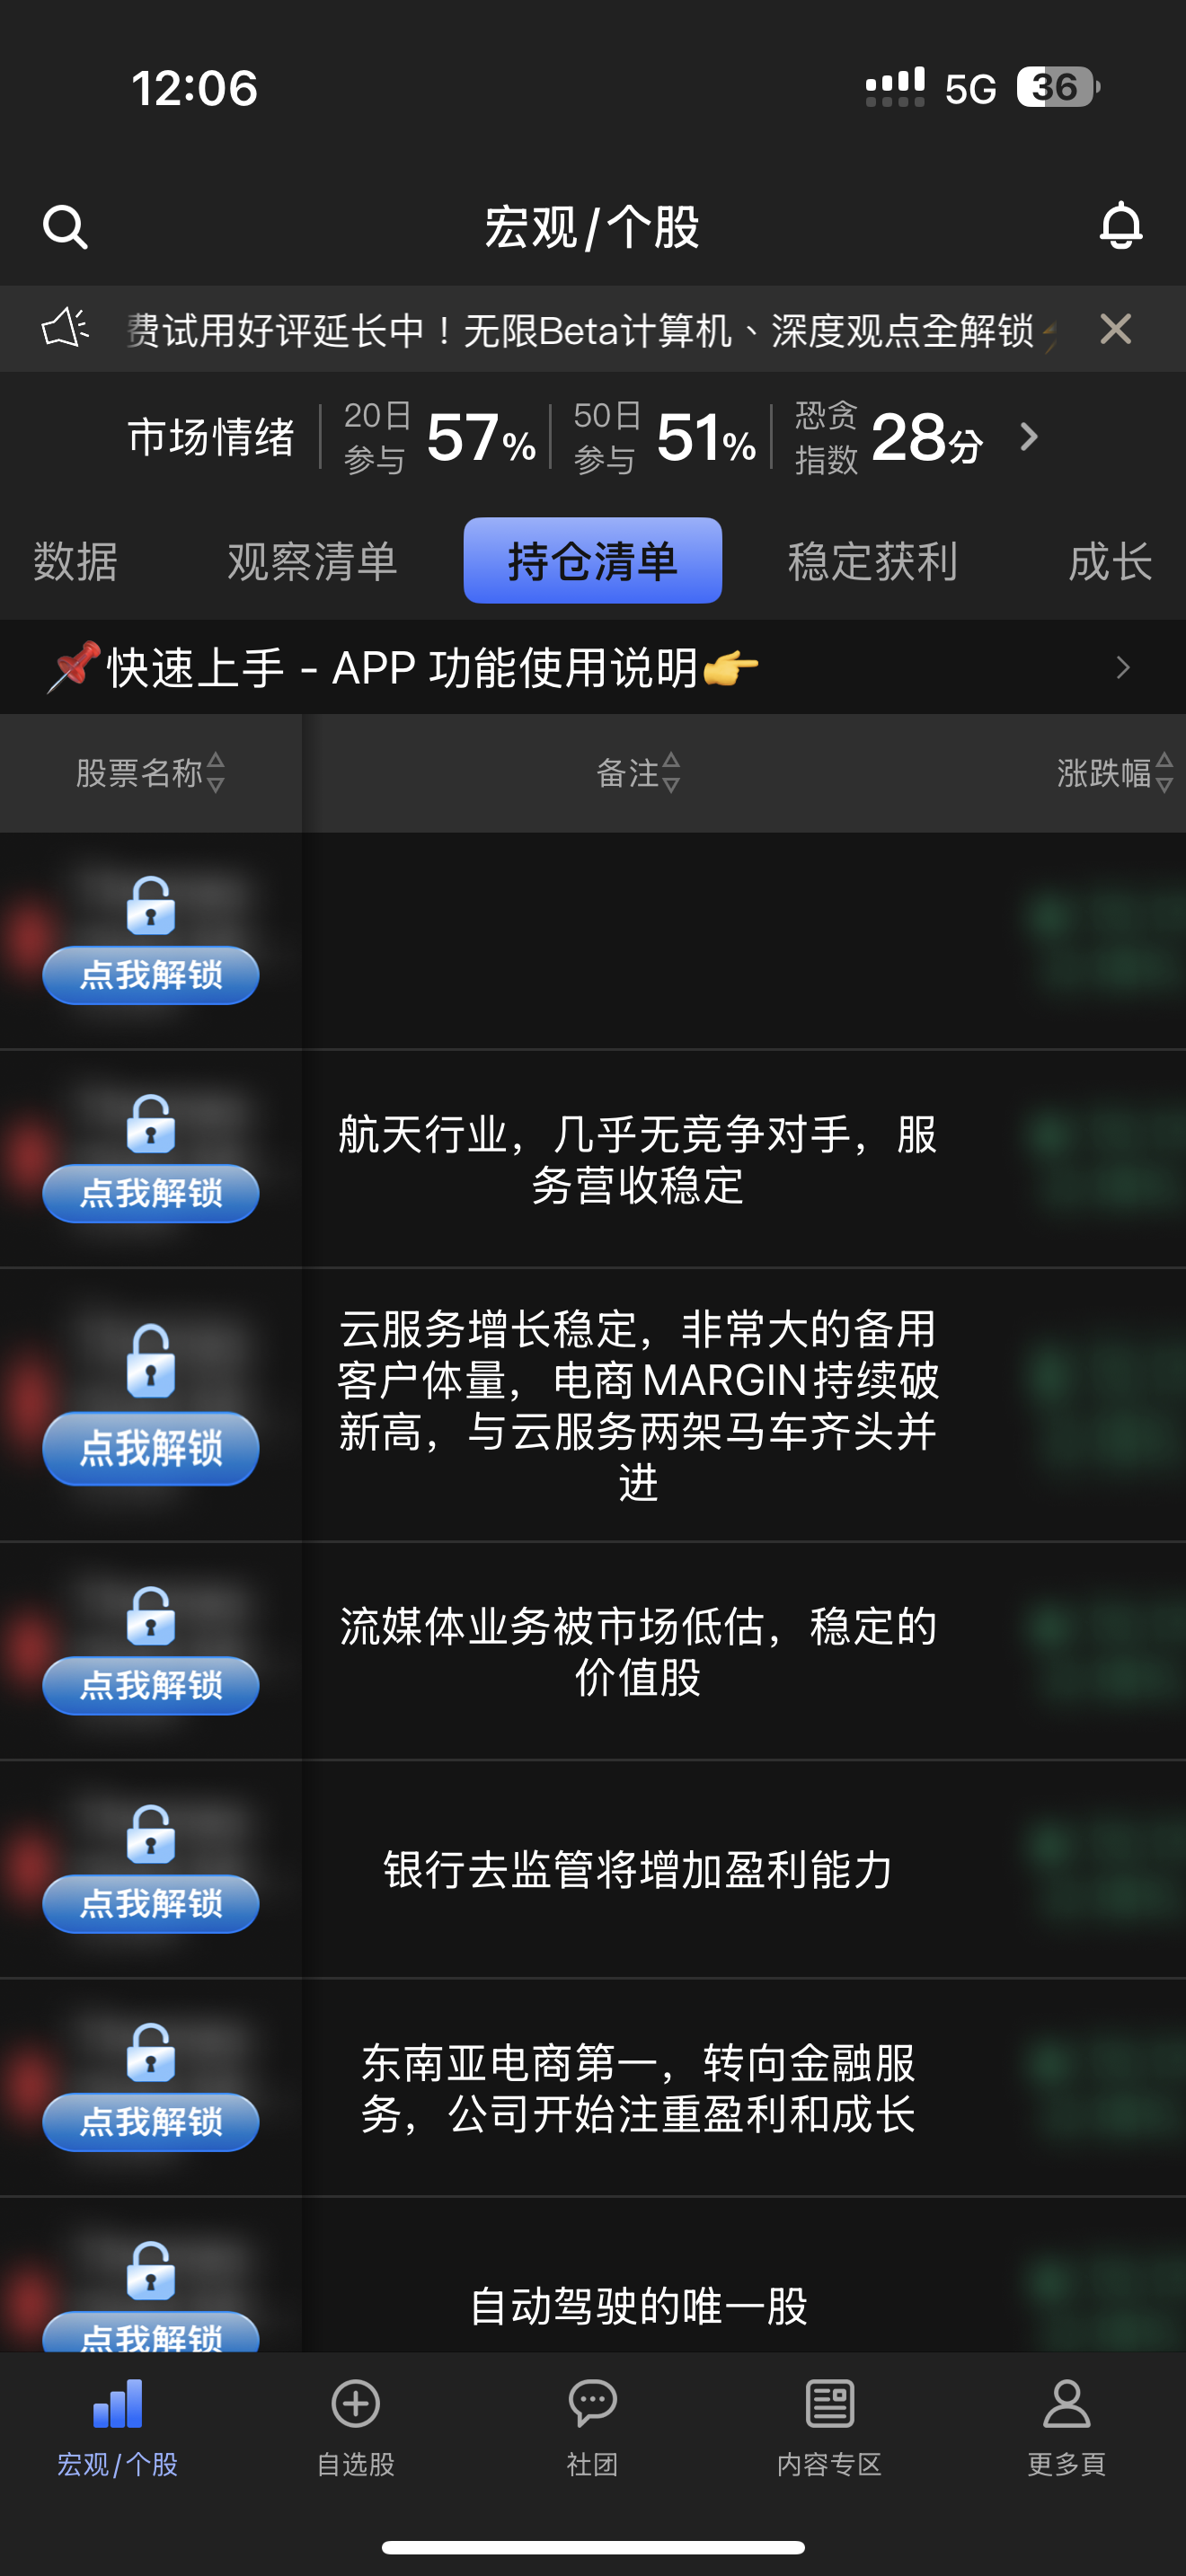 12:06
5G 36
宏观/个股
费试用好评延长中！无限Beta计算机、深度观点全解锁
市场情绪 20日参与 57% 50日参与 51% 恐贪指数 28分
数据 观察清单 持仓清单 稳定获利 成长
快速上手 - APP 功能使用说明
股票名称 备注 涨跌幅
点我解锁
航天行业，几乎无竞争对手，服
务营收稳定
点我解锁
云服务增长稳定，非常大的备用
客户体量，电商MARGIN持续破
新高，与云服务两架马车齐头并
进
点我解锁
流媒体业务被市场低估，稳定的
价值股
点我解锁
银行去监管将增加盈利能力
点我解锁
东南亚电商第一，转向金融服
务，公司开始注重盈利和成长
点我解锁
自动驾驶的唯一股
点我解锁
宏观/个股 自选股 社团 内容专区 更多頁